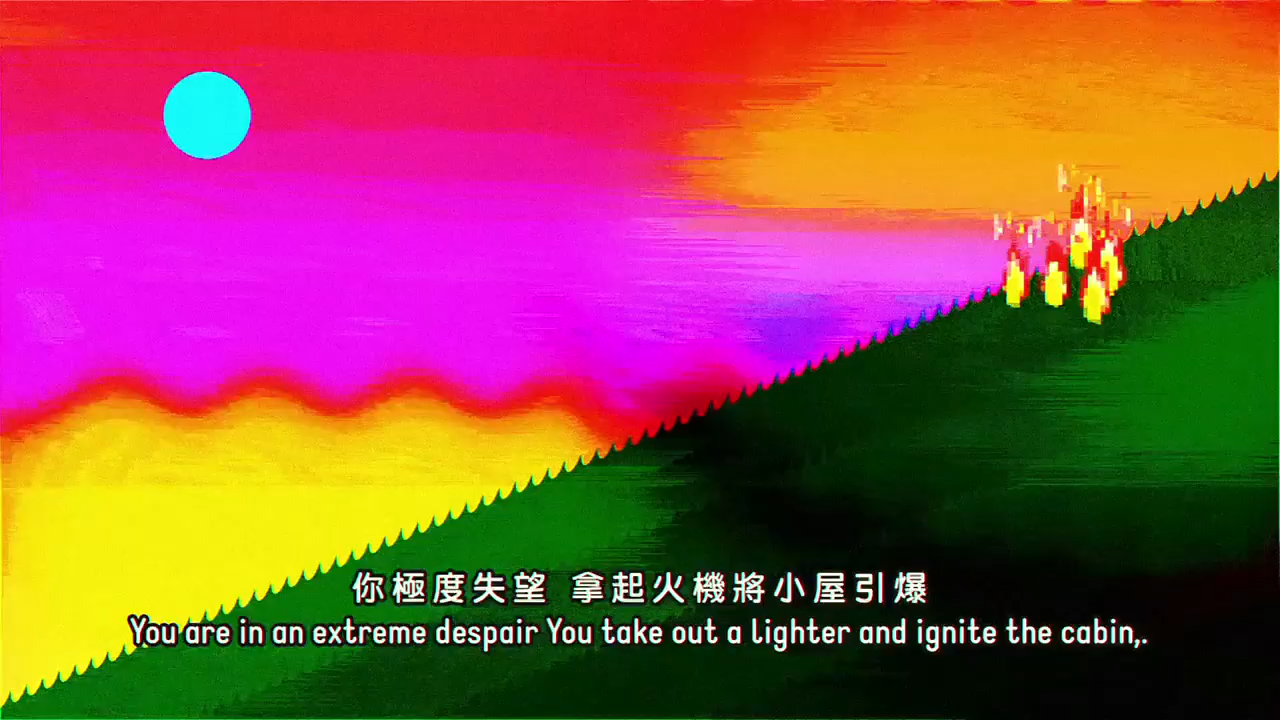 你極度失望 拿起火機將小屋引爆
You are in an extreme despair You take out a lighter and ignite the cabin,.